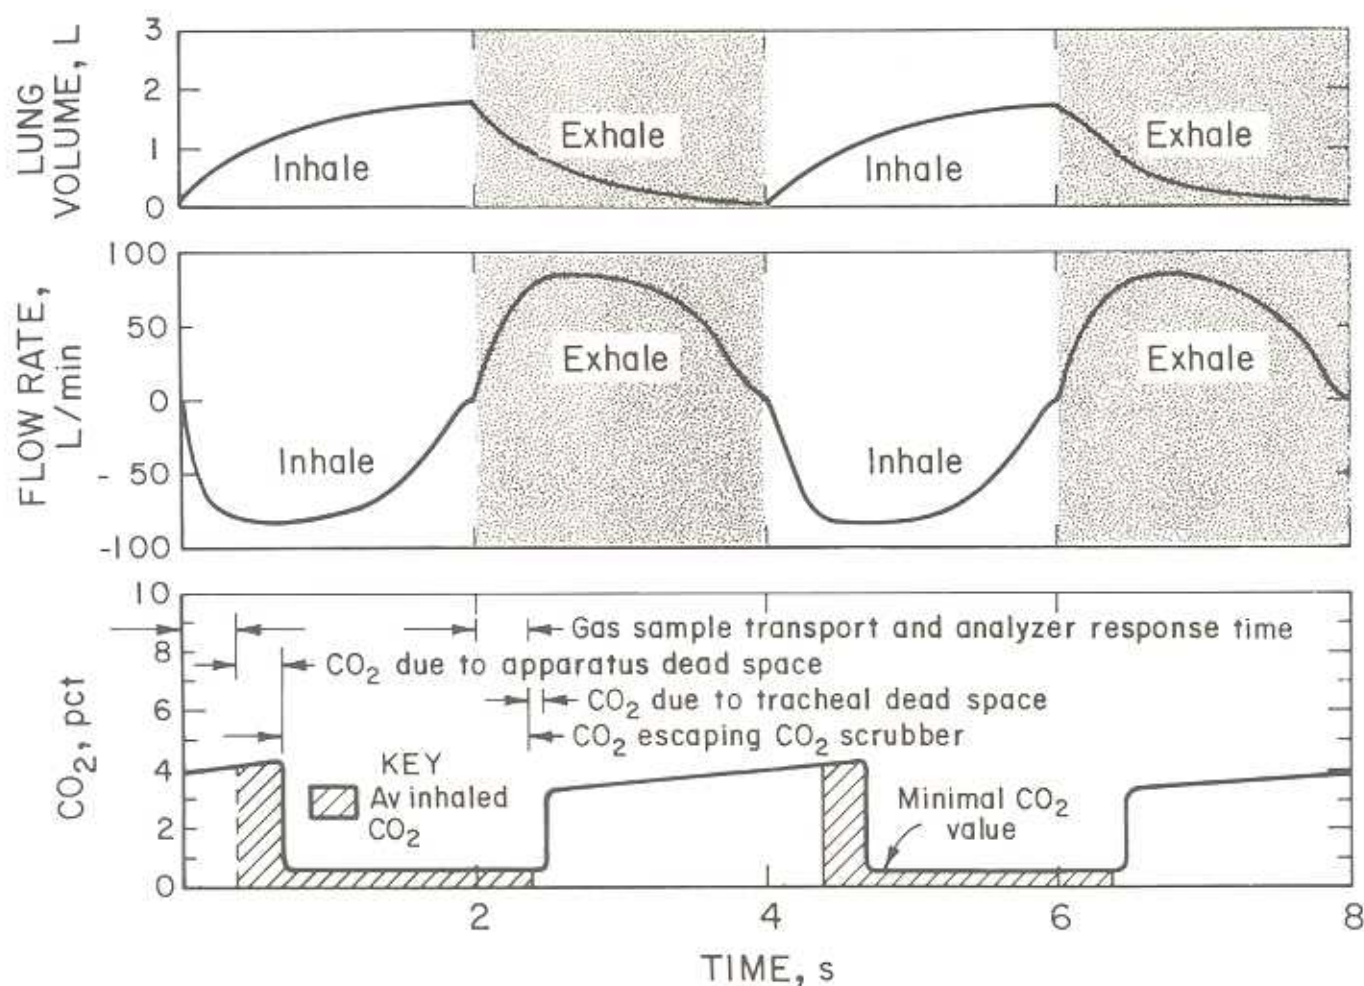 3
2
1
0
LUNG
VOLUME, L
Inhale
Exhale
Inhale
Exhale
100
50
0
- 50
-100
FLOW RATE,
L/min
Inhale
Exhale
Inhale
Exhale
10
8
6
4
2
0
CO₂, pct
Gas sample transport and analyzer response time
CO₂ due to apparatus dead space
CO₂ due to tracheal dead space
CO₂ escaping CO₂ scrubber
KEY
Av inhaled
CO₂
Minimal CO₂
value
2
4
6
8
TIME, s